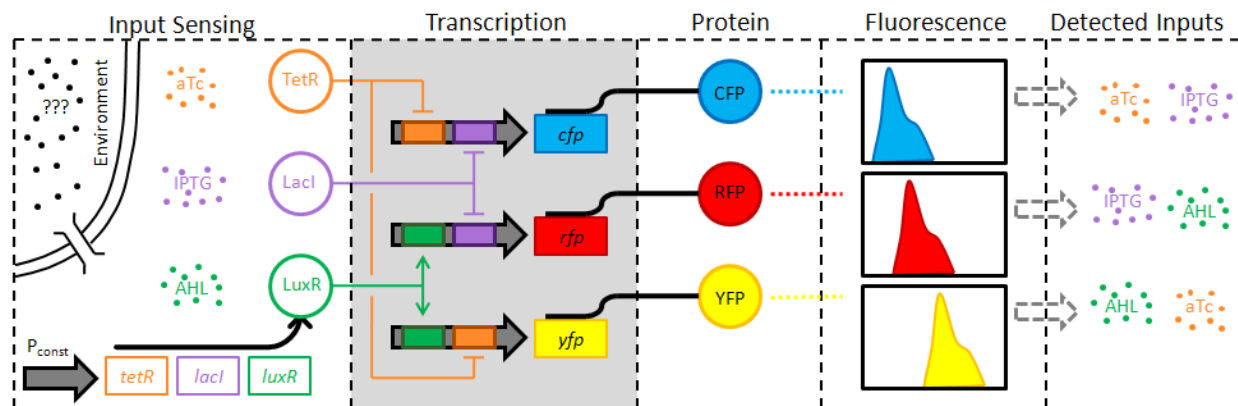 Input Sensing
Transcription
Protein
Fluorescence
Detected Inputs
???
Environment
aTc
TetR
cfp
CFP
aTc
IPTG
IPTG
LacI
rfp
RFP
IPTG
AHL
AHL
LuxR
yfp
YFP
AHL
aTc
Pconst
tetR
lacI
luxR